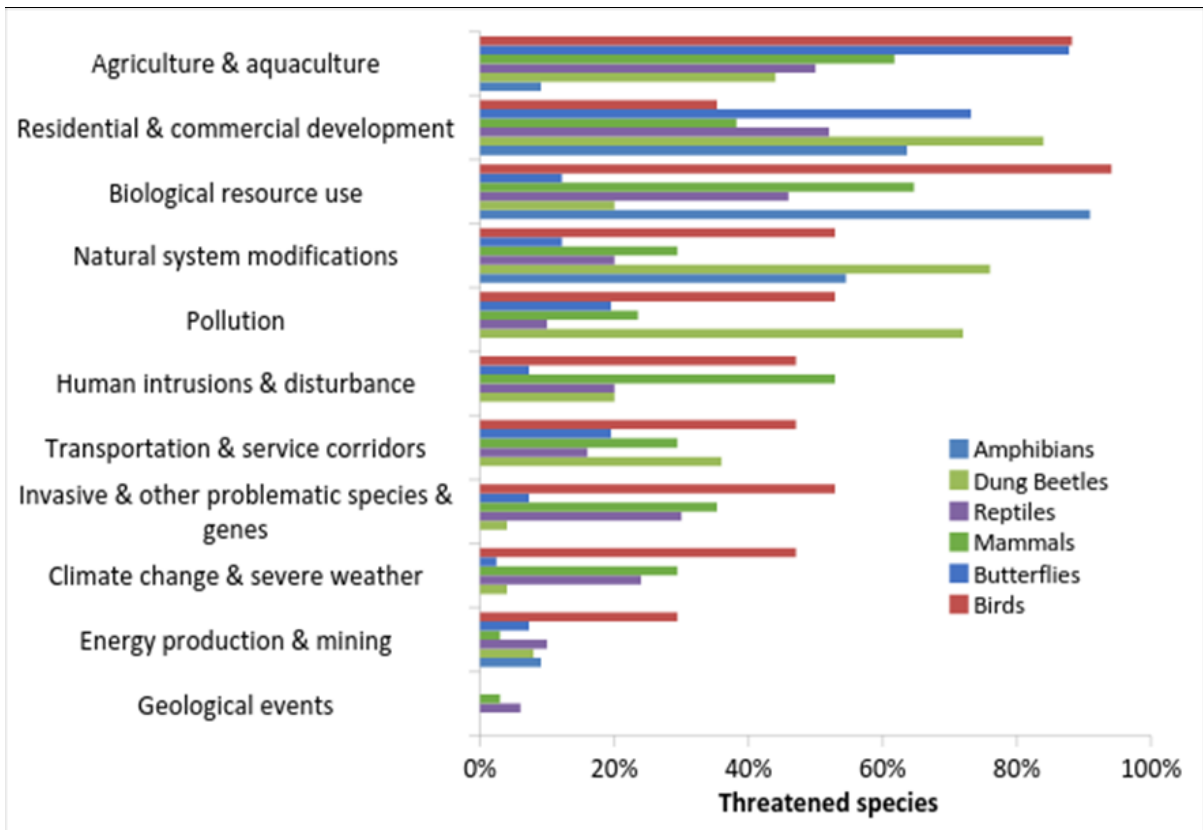 Agriculture & aquaculture
Residential & commercial development
Biological resource use
Natural system modifications
Pollution
Human intrusions & disturbance
Transportation & service corridors
Invasive & other problematic species &
genes
Climate change & severe weather
Energy production & mining
Geological events
Amphibians
Dung Beetles
Reptiles
Mammals
Butterflies
Birds
0% 20% 40% 60% 80% 100%
Threatened species